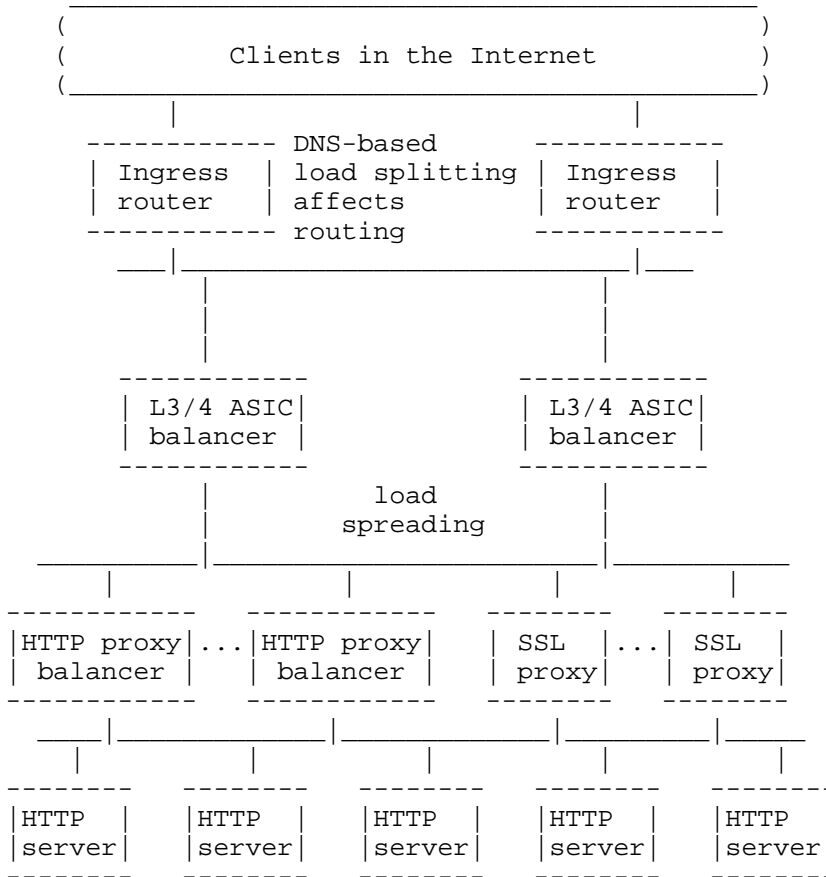 Clients in the Internet
DNS-based
Ingress load splitting Ingress
router affects router
routing
L3/4 ASIC L3/4 ASIC
balancer balancer
load
spreading
HTTP proxy ... HTTP proxy SSL ... SSL
balancer balancer proxy proxy
HTTP HTTP HTTP HTTP HTTP
server server server server server